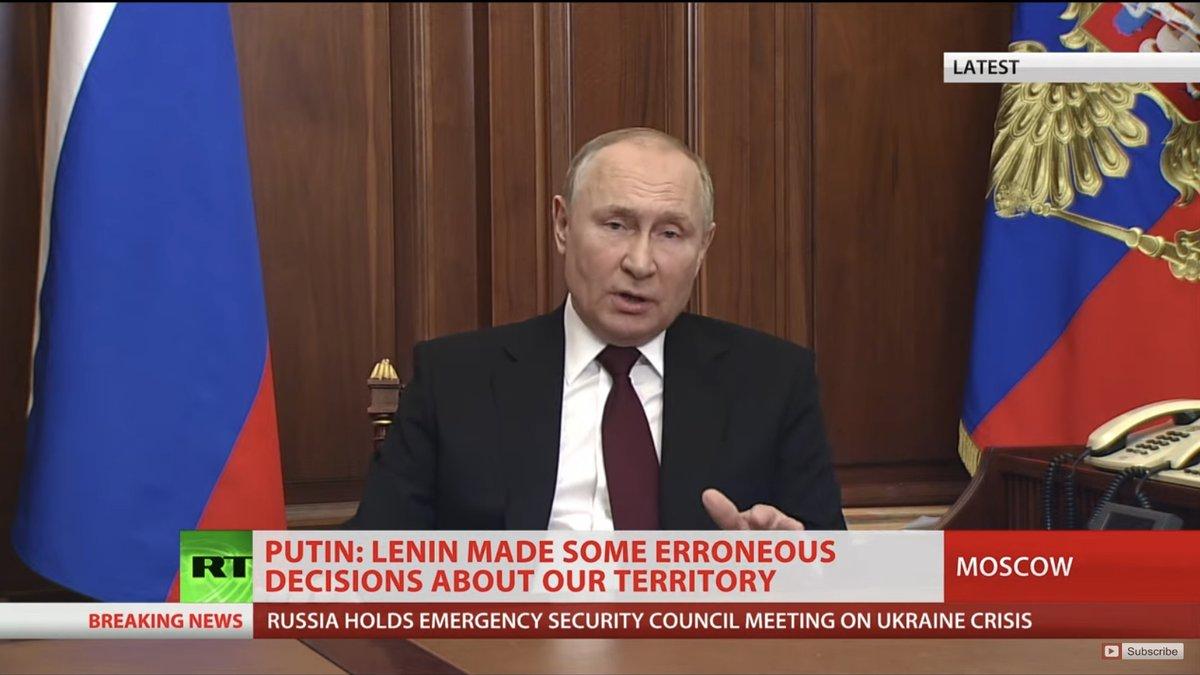 LATEST
RT
PUTIN: LENIN MADE SOME ERRONEOUS
DECISIONS ABOUT OUR TERRITORY
MOSCOW
BREAKING NEWS
RUSSIA HOLDS EMERGENCY SECURITY COUNCIL MEETING ON UKRAINE CRISIS
Subscribe